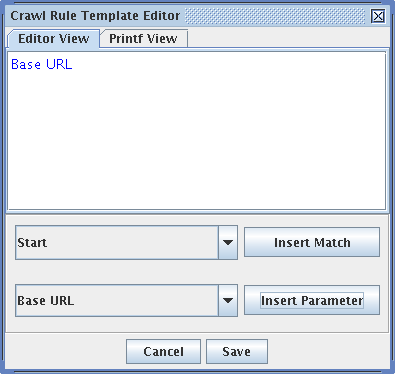 Crawl Rule Template Editor
Editor View Printf View
Base URL
Start Insert Match
Base URL Insert Parameter
Cancel Save